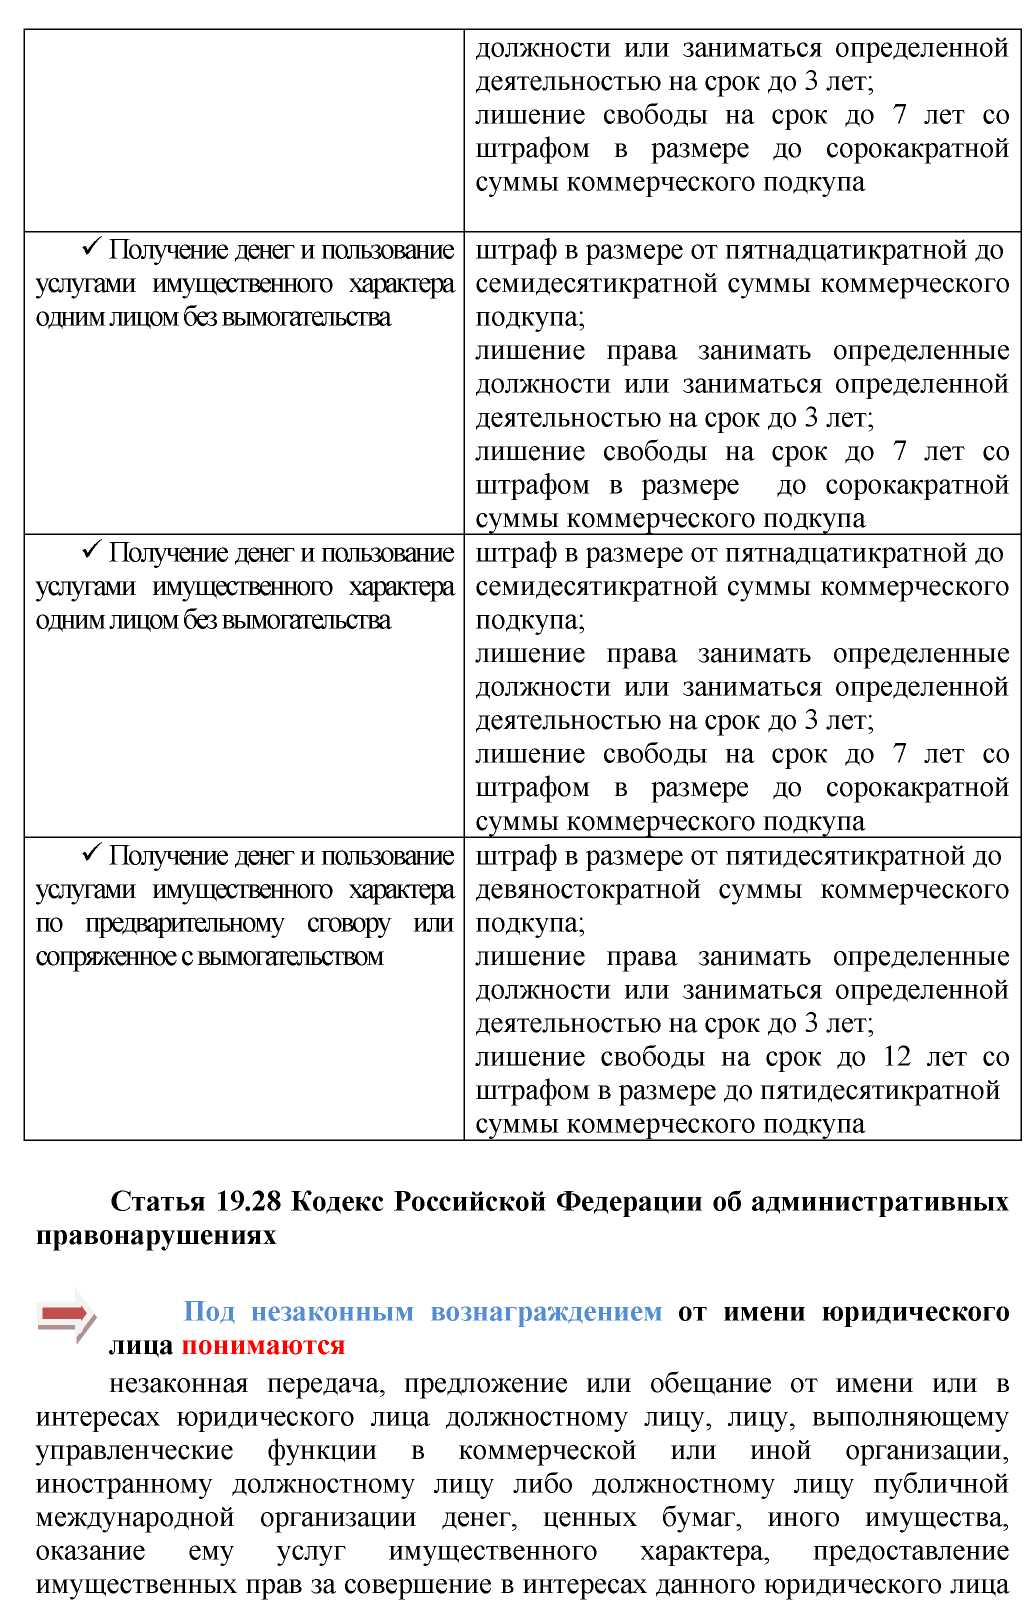 должности или заниматься определенной
деятельностью на срок до 3 лет;
лишение свободы на срок до 7 лет со
штрафом в размере до сорокакратной
суммы коммерческого подкупа
✓ Получение денег и пользование
услугами имущественного характера
одним лицом без вымогательства
штраф в размере от пятнадцатикратной до
семидесятикратной суммы коммерческого
подкупа;
лишение права занимать определенные
должности или заниматься определенной
деятельностью на срок до 3 лет;
лишение свободы на срок до 7 лет со
штрафом в размере до сорокакратной
суммы коммерческого подкупа
✓ Получение денег и пользование
услугами имущественного характера
одним лицом без вымогательства
штраф в размере от пятнадцатикратной до
семидесятикратной суммы коммерческого
подкупа;
лишение права занимать определенные
должности или заниматься определенной
деятельностью на срок до 3 лет;
лишение свободы на срок до 7 лет со
штрафом в размере до сорокакратной
суммы коммерческого подкупа
✓ Получение денег и пользование
услугами имущественного характера
по предварительному сговору или
сопряженное с вымогательством
штраф в размере от пятидесятикратной до
девяностократной суммы коммерческого
подкупа;
лишение права занимать определенные
должности или заниматься определенной
деятельностью на срок до 3 лет;
лишение свободы на срок до 12 лет со
штрафом в размере до пятидесятикратной
суммы коммерческого подкупа
Статья 19.28 Кодекс Российской Федерации об административных
правонарушениях
Под незаконным вознаграждением от имени юридического
лица понимаются
незаконная передача, предложение или обещание от имени или в
интересах юридического лица должностному лицу, лицу, выполняющему
управленческие функции в коммерческой или иной организации,
иностранному должностному лицу либо должностному лицу публичной
международной организации денег, ценных бумаг, иного имущества,
оказание ему услуг имущественного характера, предоставление
имущественных прав за совершение в интересах данного юридического лица